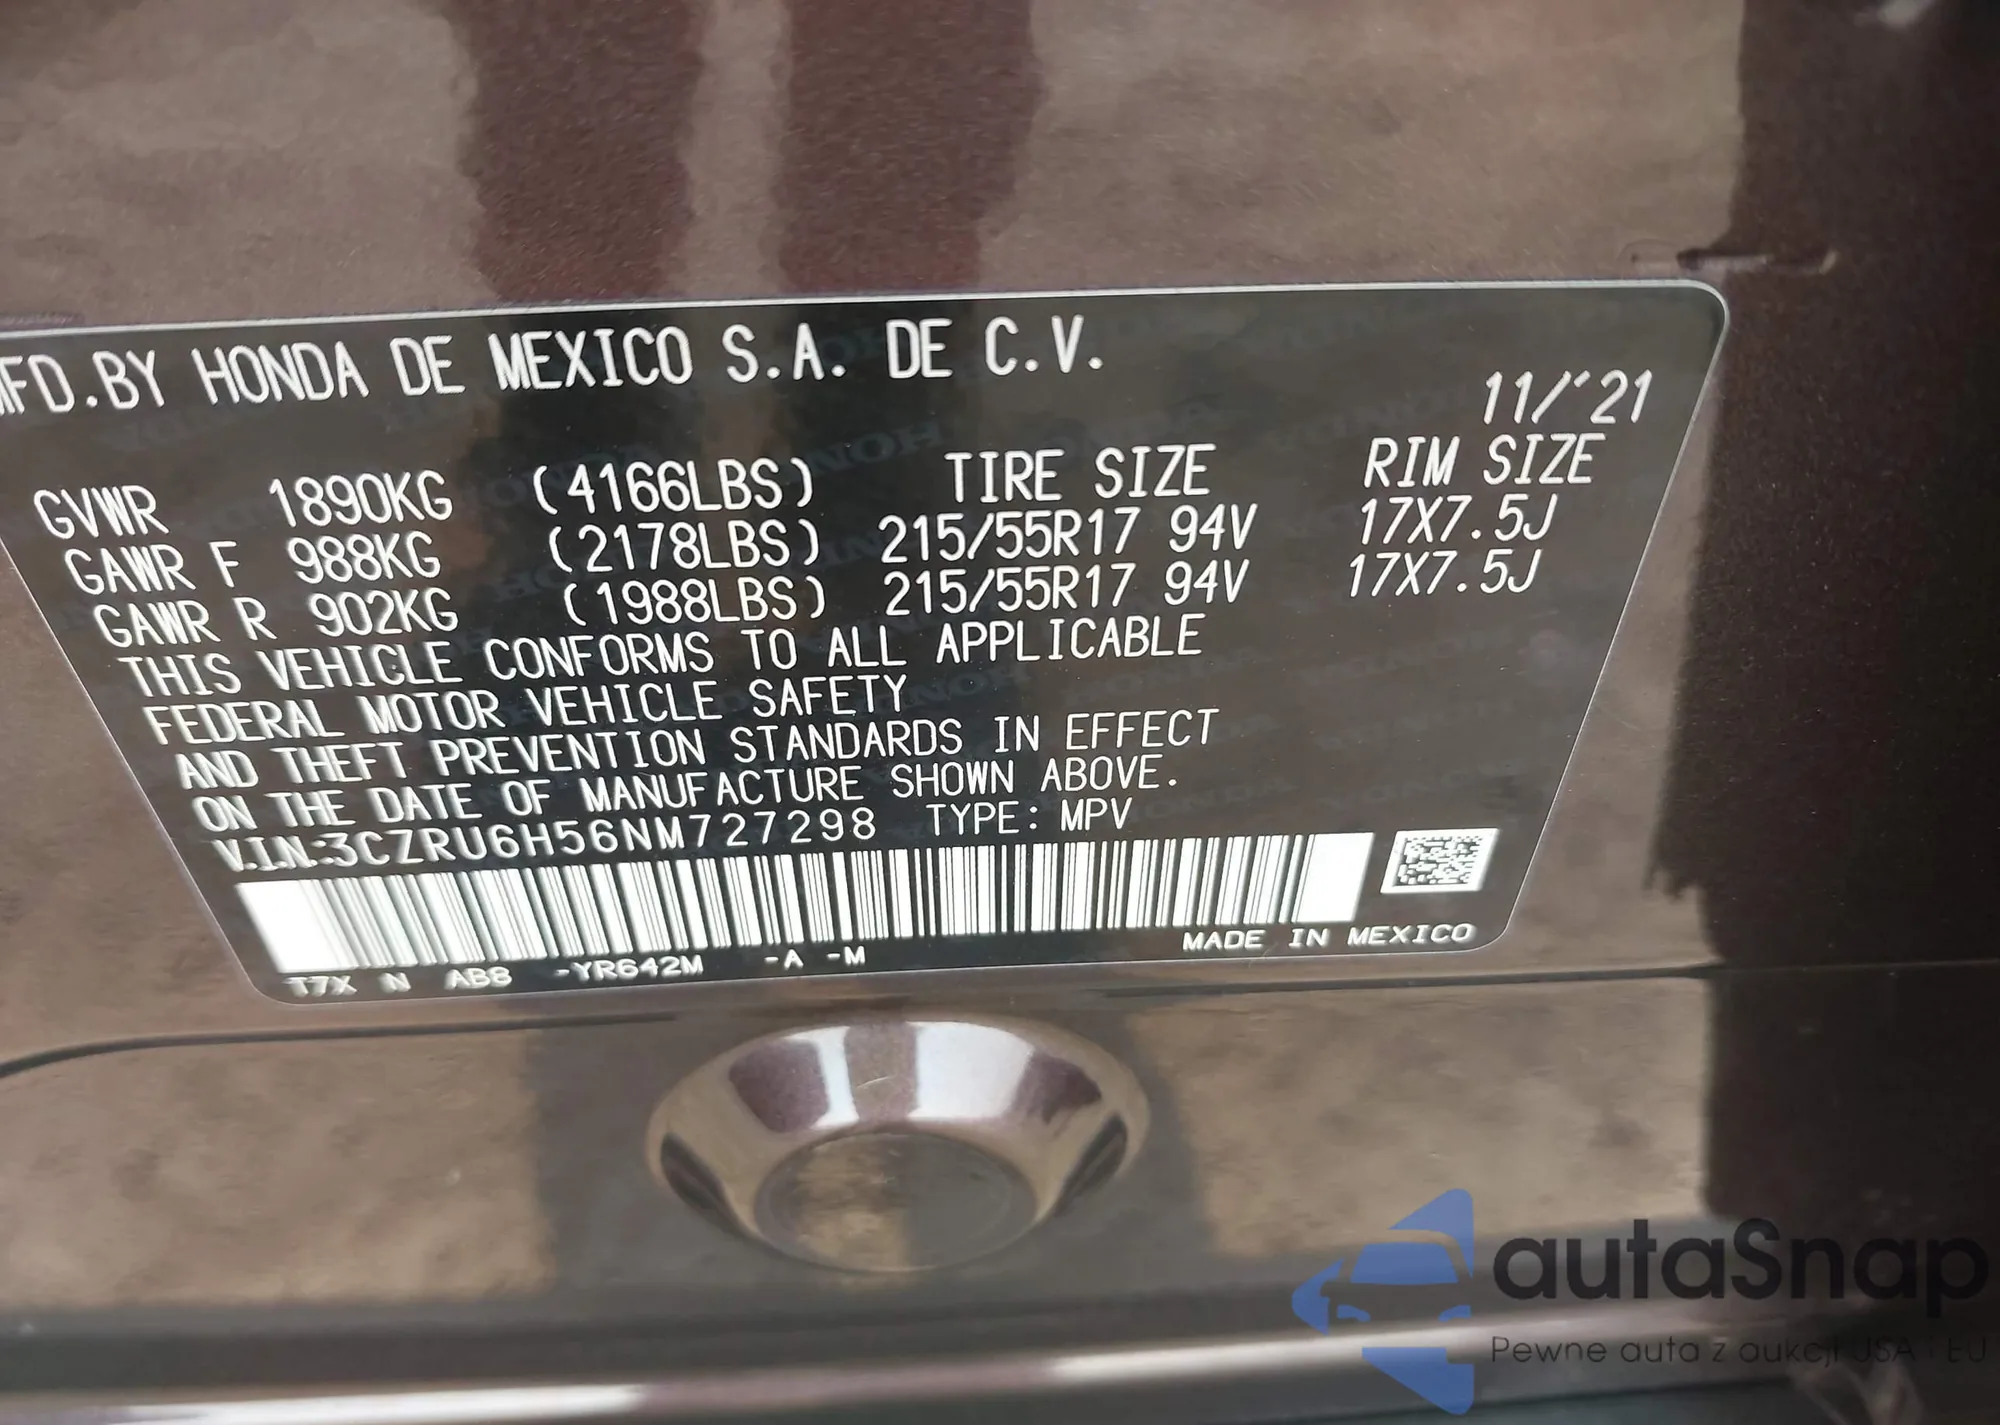 MFD.BY HONDA DE MEXICO S.A. DE C.V.
11/'21
GVWR 1890KG (4166LBS) TIRE SIZE RIM SIZE
GAWR F 988KG (2178LBS) 215/55R17 94V 17X7.5J
GAWR R 902KG (1988LBS) 215/55R17 94V 17X7.5J
THIS VEHICLE CONFORMS TO ALL APPLICABLE
FEDERAL MOTOR VEHICLE SAFETY
AND THEFT PREVENTION STANDARDS IN EFFECT
ON THE DATE OF MANUFACTURE SHOWN ABOVE.
V.I.N:3CZRU6H56NM727298 TYPE: MPV
MADE IN MEXICO
T7X N AB8 -YR642M -A -M
autaSnap
Pewne auta z aukcji USA i EU